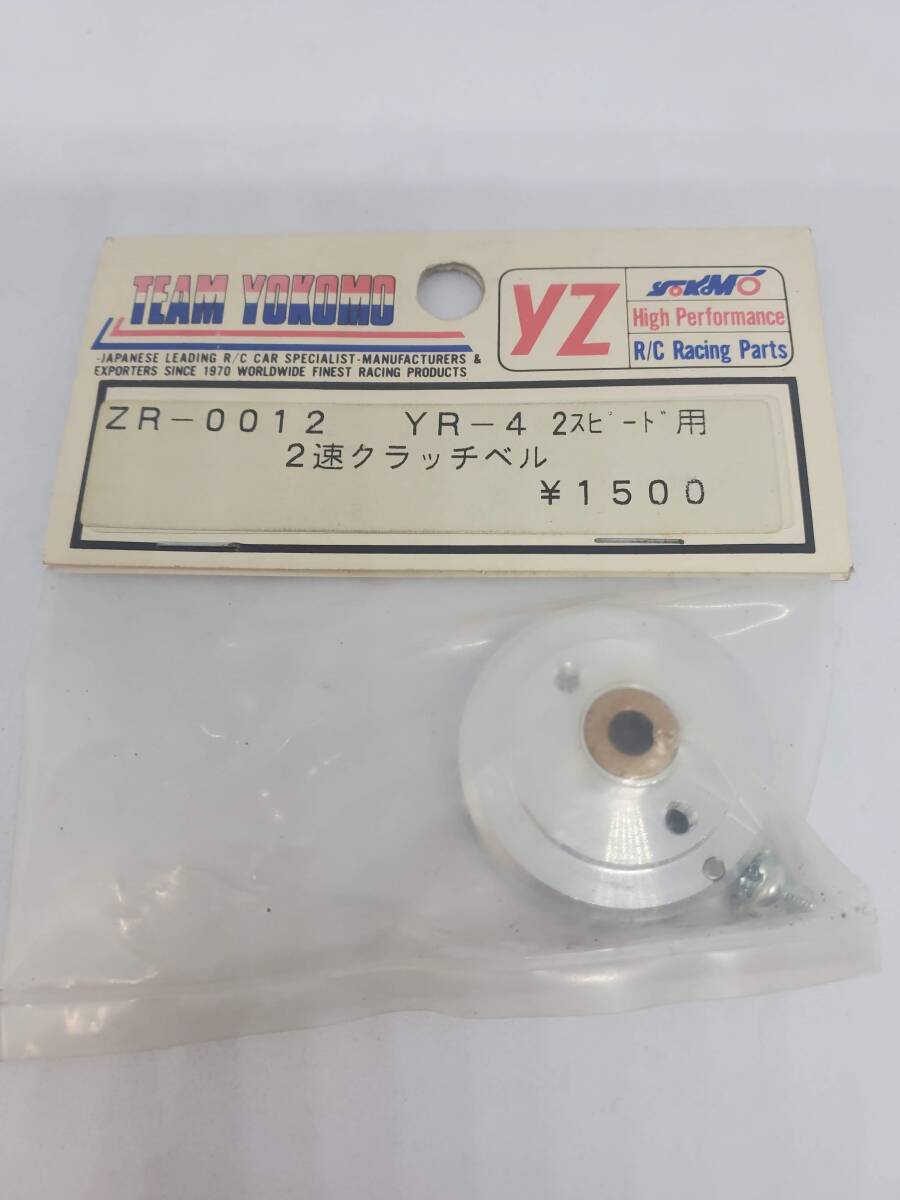 TEAM YOKOMO
-JAPANESE LEADING R/C CAR SPECIALIST-MANUFACTURERS &
EXPORTERS SINCE 1970 WORLDWIDE FINEST RACING PRODUCTS
YZ
YOKOMO
High Performance
R/C Racing Parts
ZR-0012 YR-4 2スピード用
2速クラッチベル
¥1500